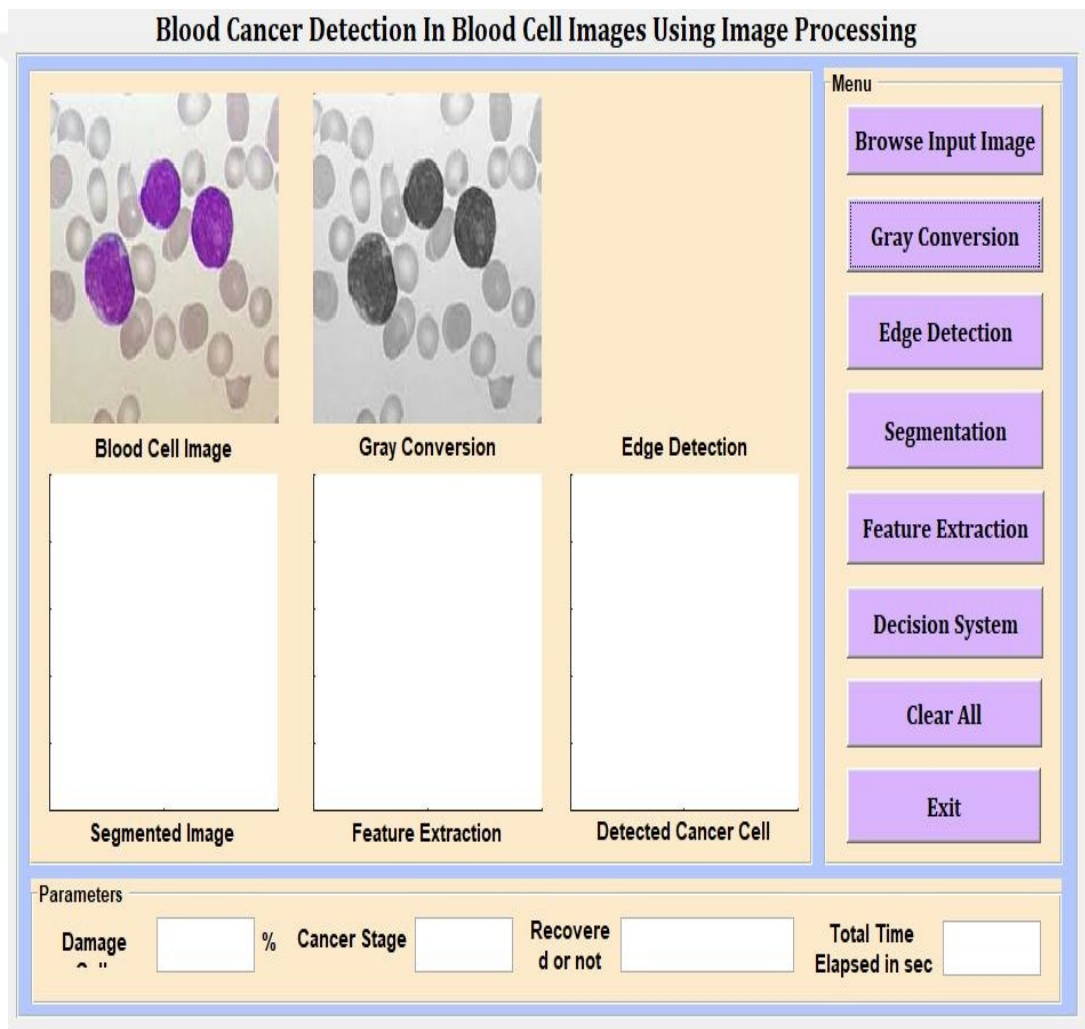 Blood Cancer Detection In Blood Cell Images Using Image Processing
Blood Cell Image
Gray Conversion
Edge Detection
Segmented Image
Feature Extraction
Detected Cancer Cell
Menu
Browse Input Image
Gray Conversion
Edge Detection
Segmentation
Feature Extraction
Decision System
Clear All
Exit
Parameters
Damage
%
Cancer Stage
Recovere
d or not
Total Time
Elapsed in sec